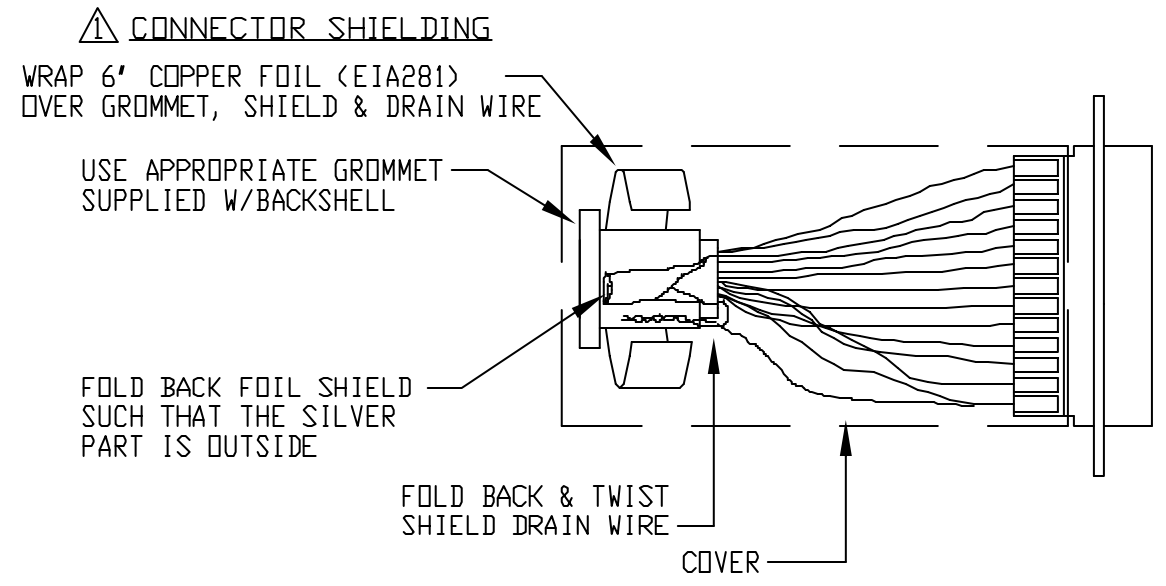 1 CONNECTOR SHIELDING
WRAP 6" COPPER FOIL (EIA281)
OVER GROMMET, SHIELD & DRAIN WIRE
USE APPROPRIATE GROMMET
SUPPLIED W/BACKSHELL
FOLD BACK FOIL SHIELD
SUCH THAT THE SILVER
PART IS OUTSIDE
FOLD BACK & TWIST
SHIELD DRAIN WIRE
COVER